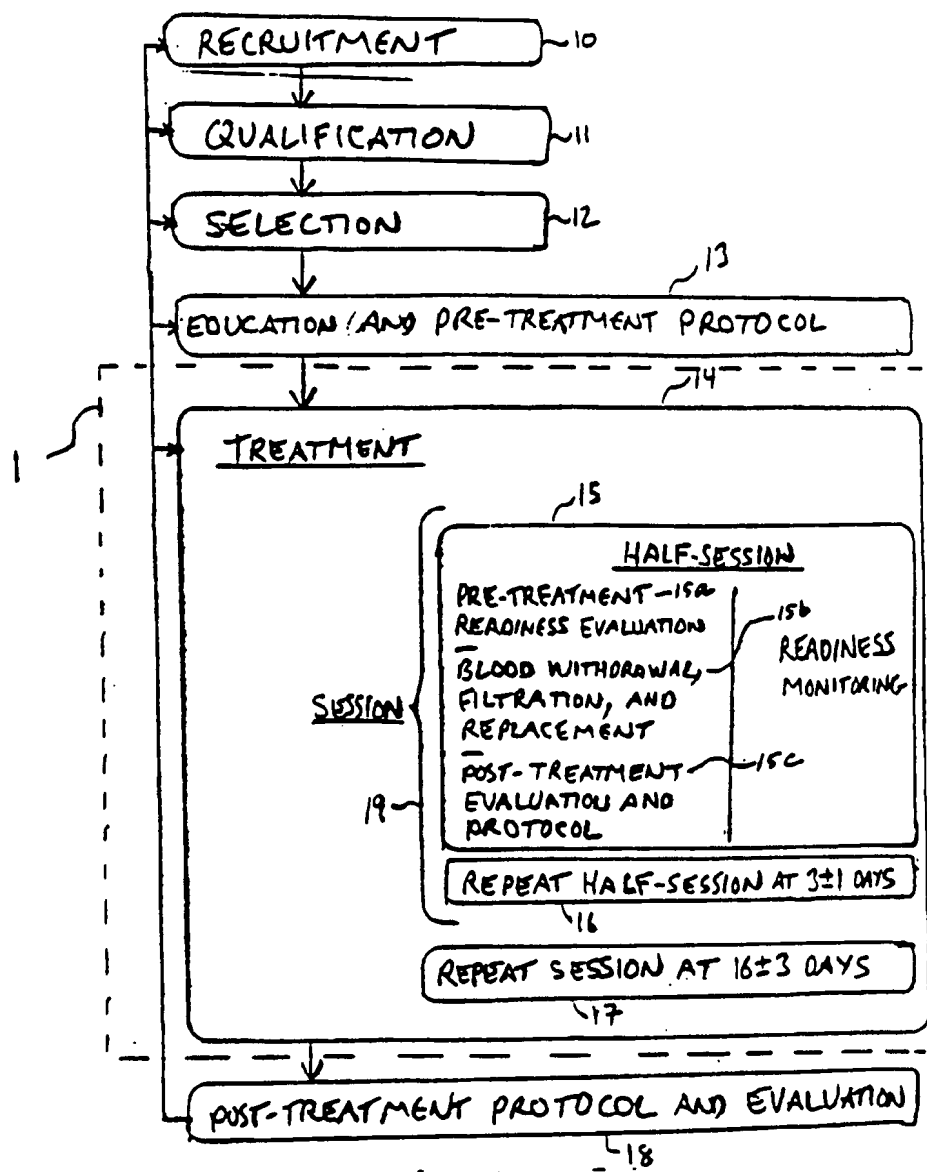 RECRUITMENT 10
QUALIFICATION 11
SELECTION 12
13
EDUCATION/AND PRE-TREATMENT PROTOCOL
14
1
TREATMENT
15
HALF-SESSION
PRE-TREATMENT 15a
READINESS EVALUATION
15b
BLOOD WITHDRAWAL,
FILTRATION, AND
REPLACEMENT
READINESS
MONITORING
SESSION
POST-TREATMENT 15c
EVALUATION AND
PROTOCOL
19
REPEAT HALF-SESSION AT 3±1 DAYS
16
REPEAT SESSION AT 16±3 DAYS
17
POST-TREATMENT PROTOCOL AND EVALUATION
18